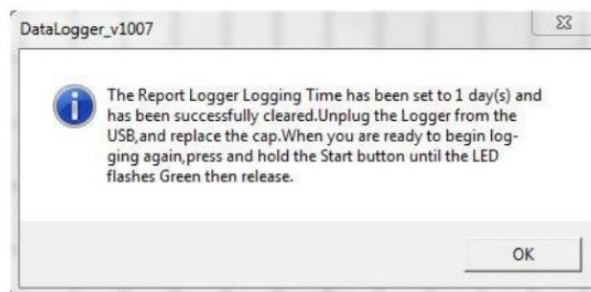 DataLogger_v1007
The Report Logger Logging Time has been set to 1 day(s) and
has been successfully cleared.Unplug the Logger from the
USB,and replace the cap.When you are ready to begin log-
ging again,press and hold the Start button until the LED
flashes Green then release.
OK